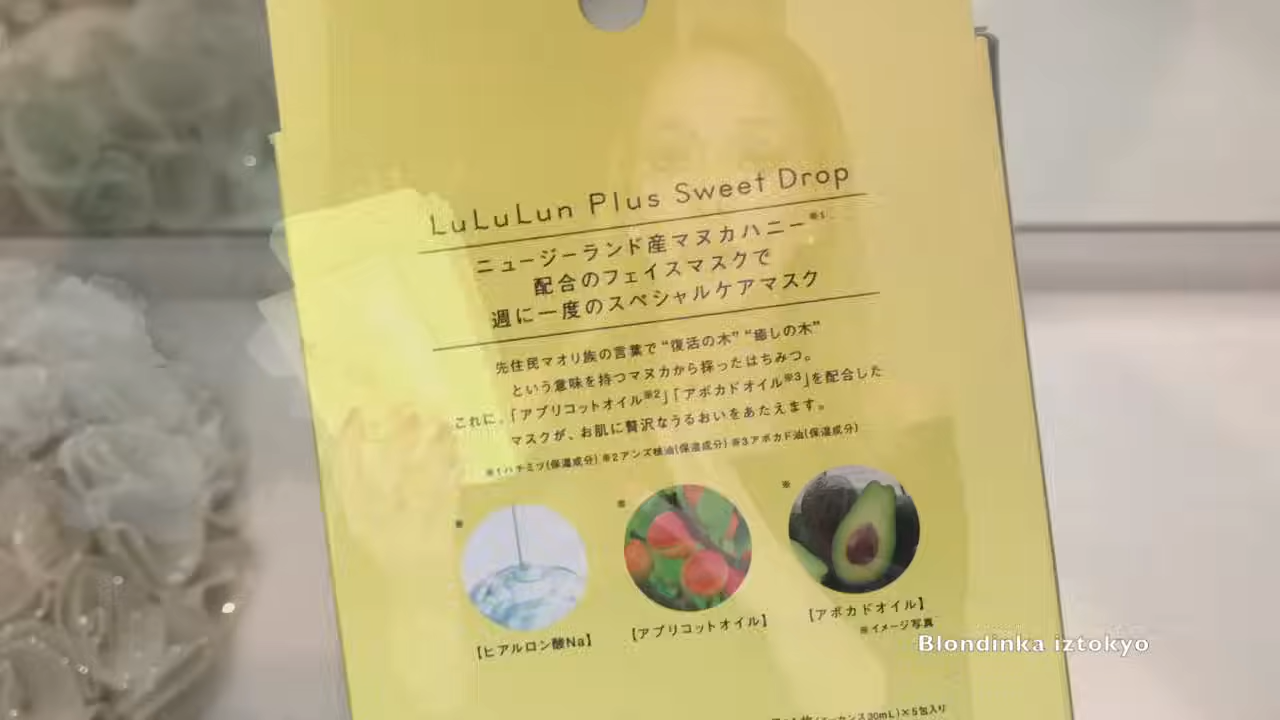 LuLuLun Plus Sweet Drop
ニュージーランド産マヌカハニー※1
配合のフェイスマスクで
週に一度のスペシャルケアマスク
先住民マオリ族の言葉で“復活の木”“癒しの木”
という意味を持つマヌカから採ったはちみつ。
これに、「アプリコットオイル※2」「アボカドオイル※3」を配合した
マスクが、お肌に贅沢なうるおいをあたえます。
※1ハチミツ(保湿成分) ※2アンズ核油(保湿成分) ※3アボカド油(保湿成分)
※ ※ ※
【ヒアルロン酸Na】 【アプリコットオイル】 【アボカドオイル】
※イメージ写真
Blondinka iztokyo
30mL)×5包入り